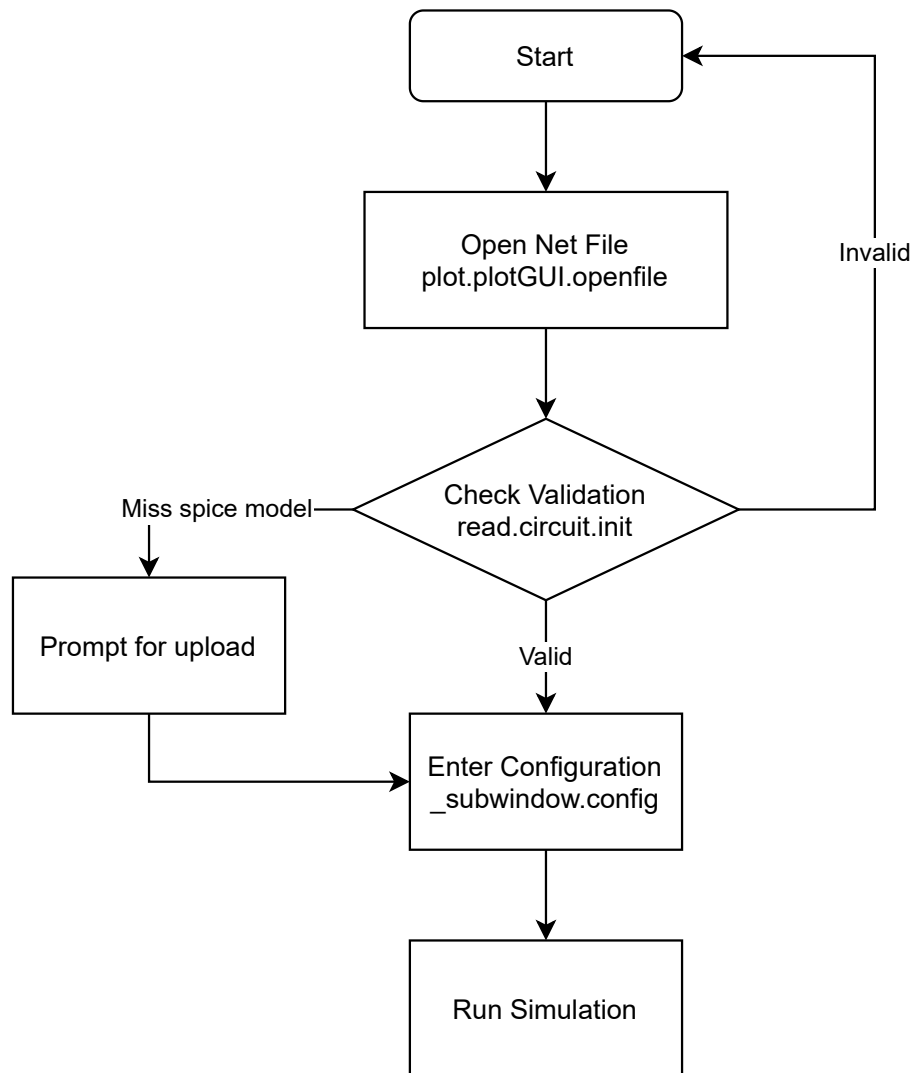 Start
Open Net File
plot.plotGUI.openfile
Invalid
Check Validation
read.circuit.init
Miss spice model
Prompt for upload
Valid
Enter Configuration
_subwindow.config
Run Simulation